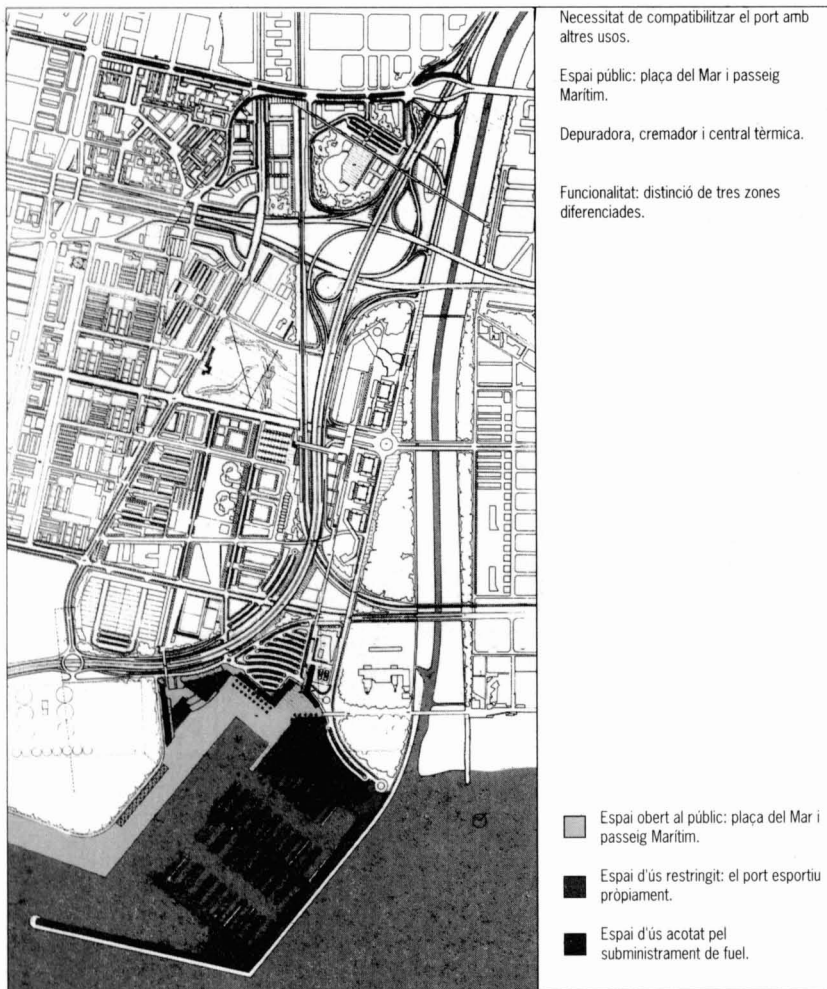 Necessitat de compatibilitzar el port amb
altres usos.
Espai públic: plaça del Mar i passeig
Marítim.
Depuradora, cremador i central tèrmica.
Funcionalitat: distinció de tres zones
diferenciades.
Espai obert al públic: plaça del Mar i
passeig Marítim.
Espai d'ús restringit: el port esportiu
pròpiament.
Espai d'ús acotat pel
subministrament de fuel.